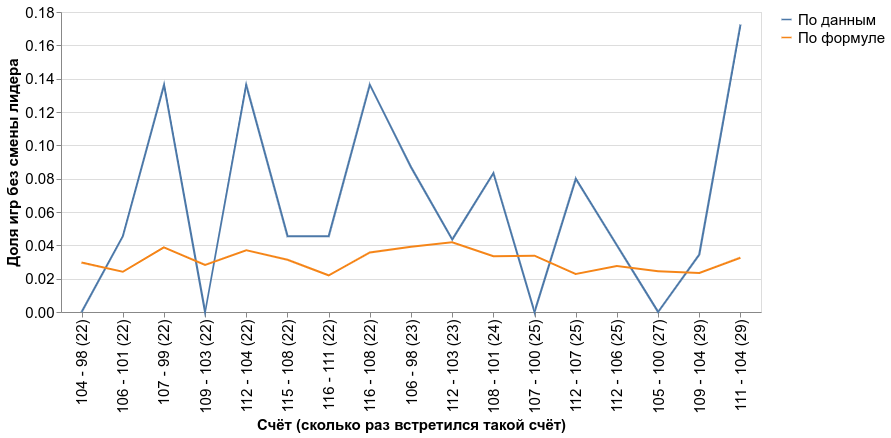 Доля игр без смены лидера
0.18
0.16
0.14
0.12
0.10
0.08
0.06
0.04
0.02
0.00
104 - 98 (22)
106 - 101 (22)
107 - 99 (22)
109 - 103 (22)
112 - 104 (22)
115 - 108 (22)
116 - 111 (22)
116 - 108 (22)
106 - 98 (23)
112 - 103 (23)
108 - 101 (24)
107 - 100 (25)
112 - 107 (25)
112 - 106 (25)
105 - 100 (27)
109 - 104 (29)
111 - 104 (29)
Счёт (сколько раз встретился такой счёт)
По данным
По формуле